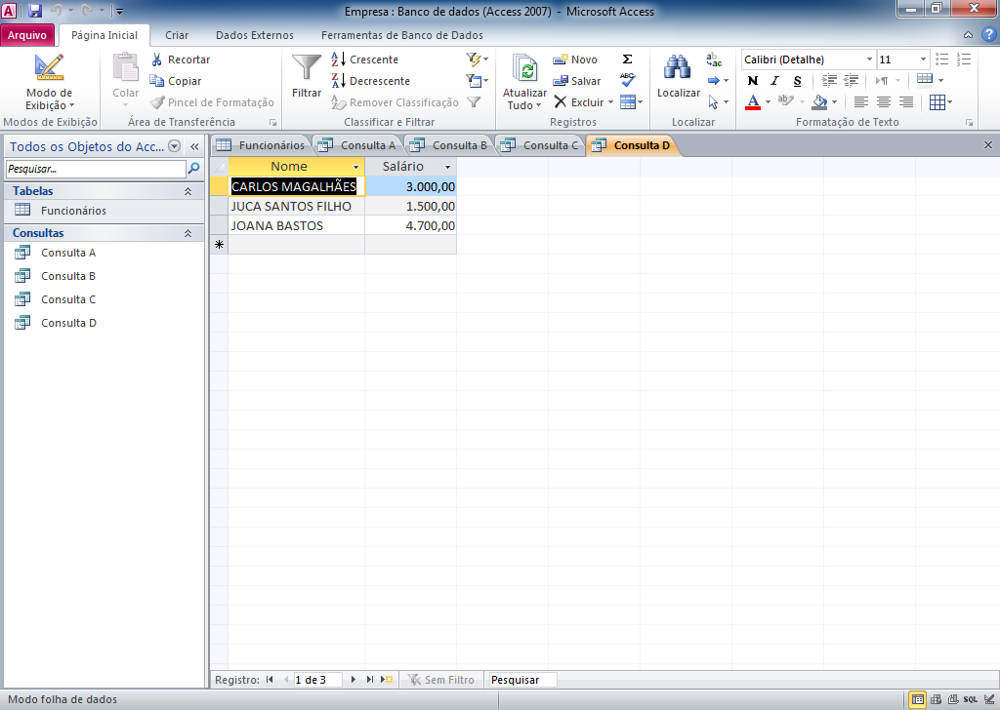 Empresa : Banco de dados (Access 2007) - Microsoft Access
Arquivo Página Inicial Criar Dados Externos Ferramentas de Banco de Dados
Modo de Exibição
Modos de Exibição
Colar
Recortar
Copiar
Pincel de Formatação
Área de Transferência
Filtrar
Crescente
Decrescente
Remover Classificação
Classificar e Filtrar
Atualizar Tudo
Novo
Salvar
Excluir
Registros
Localizar
Localizar
Calibri (Detalhe) 11
N I S
Formatação de Texto
Todos os Objetos do Acc...
Pesquisar...
Tabelas
Funcionários
Consultas
Consulta A
Consulta B
Consulta C
Consulta D
Funcionários Consulta A Consulta B Consulta C Consulta D
Nome Salário
CARLOS MAGALHÃES 3.000,00
JUCA SANTOS FILHO 1.500,00
JOANA BASTOS 4.700,00
Registro: 1 de 3 Sem Filtro Pesquisar
Modo folha de dados SQL